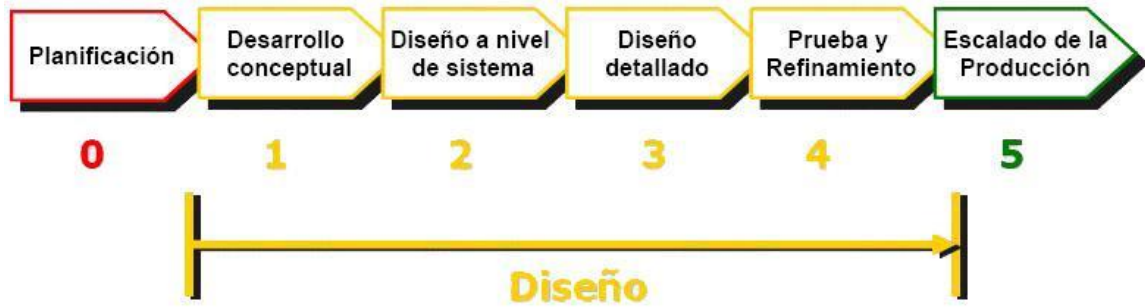 Planificación
Desarrollo
conceptual
Diseño a nivel
de sistema
Diseño
detallado
Prueba y
Refinamiento
Escalado de la
Producción
0
1
2
3
4
5
Diseño